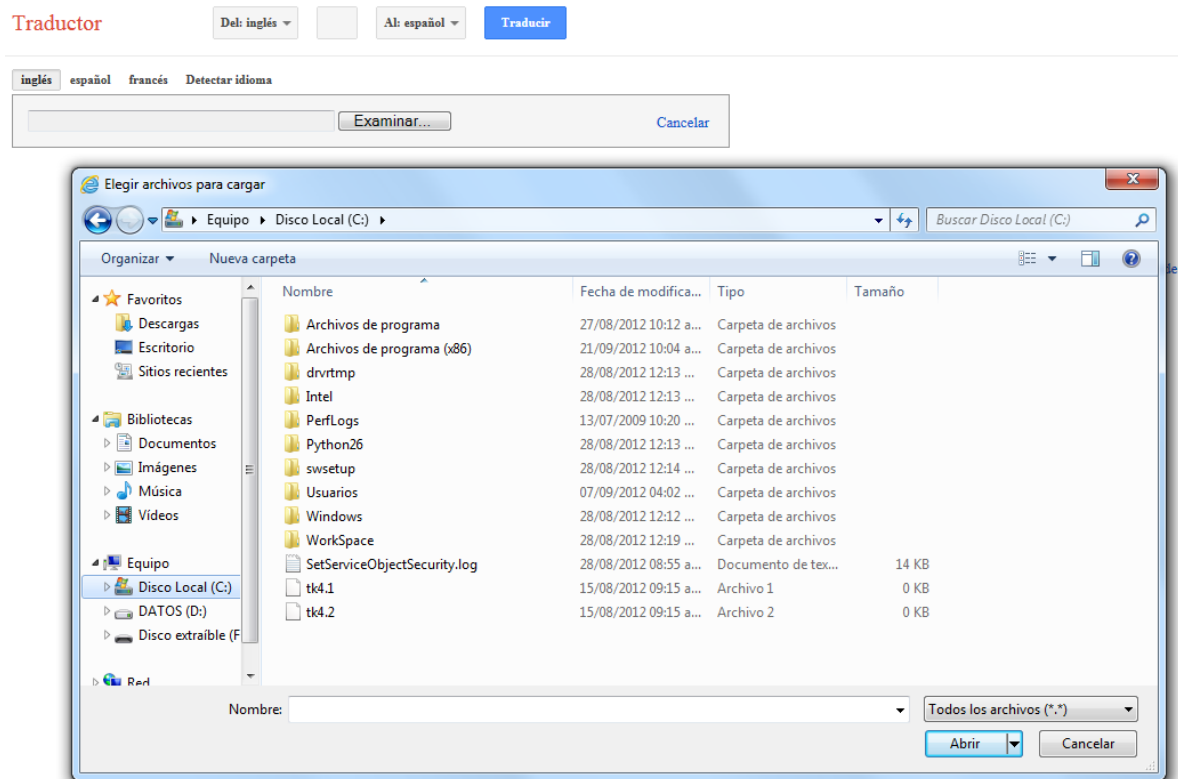 Traductor Del: inglés Al: español Traducir
inglés español francés Detectar idioma
Examinar... Cancelar
Elegir archivos para cargar x
Equipo Disco Local (C:) Buscar Disco Local (C:)
Organizar Nueva carpeta
de
Favoritos
Descargas
Escritorio
Sitios recientes
Bibliotecas
Documentos
Imágenes
Música
Vídeos
Equipo
Disco Local (C:)
DATOS (D:)
Disco extraíble (F
Red
Nombre Fecha de modifica... Tipo Tamaño
Archivos de programa 27/08/2012 10:12 a... Carpeta de archivos
Archivos de programa (x86) 21/09/2012 10:04 a... Carpeta de archivos
drvrtmp 28/08/2012 12:13 ... Carpeta de archivos
Intel 28/08/2012 12:13 ... Carpeta de archivos
PerfLogs 13/07/2009 10:20 ... Carpeta de archivos
Python26 28/08/2012 12:13 ... Carpeta de archivos
swsetup 28/08/2012 12:14 ... Carpeta de archivos
Usuarios 07/09/2012 04:02 ... Carpeta de archivos
Windows 28/08/2012 12:12 ... Carpeta de archivos
WorkSpace 28/08/2012 12:19 ... Carpeta de archivos
SetServiceObjectSecurity.log 28/08/2012 08:55 a... Documento de tex... 14 KB
tk4.1 15/08/2012 09:15 a... Archivo 1 0 KB
tk4.2 15/08/2012 09:15 a... Archivo 2 0 KB
Nombre: Todos los archivos (*.*)
Abrir Cancelar